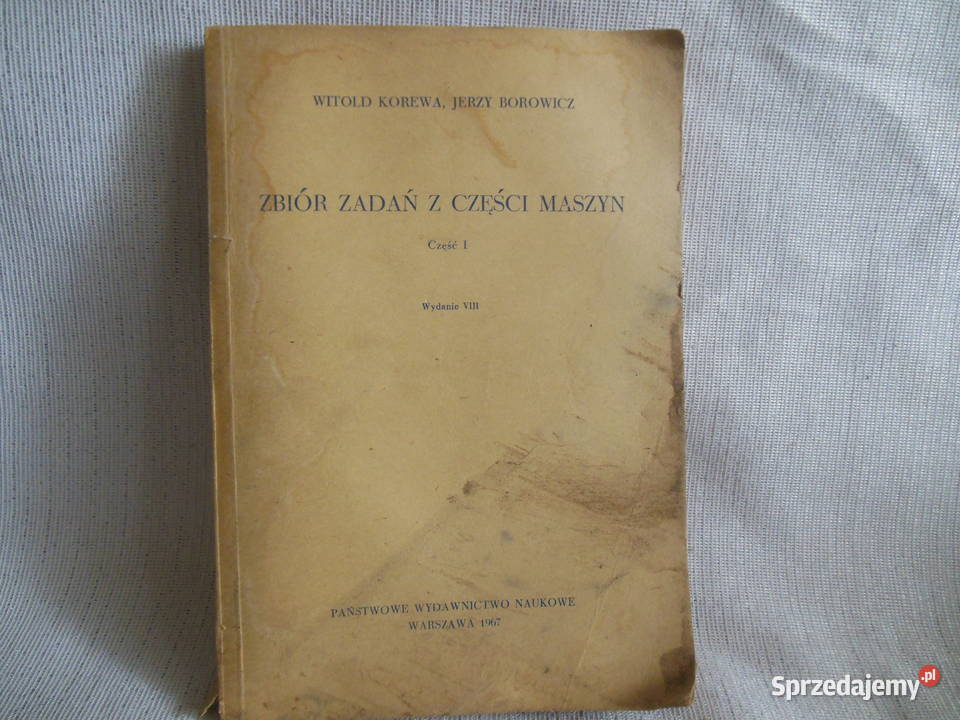 WITOLD KOREWA, JERZY BOROWICZ
ZBIÓR ZADAŃ Z CZĘŚCI MASZYN
Część I
Wydanie VIII
PAŃSTWOWE WYDAWNICTWO NAUKOWE
WARSZAWA 1967
Sprzedajemy.pl